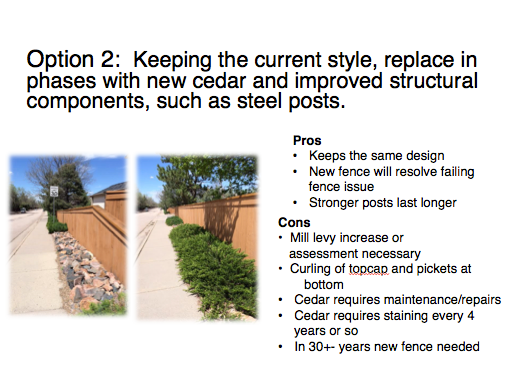 Option 2:  Keeping the current style, replace in
phases with new cedar and improved structural
components, such as steel posts.
Pros
• Keeps the same design
• New fence will resolve failing
fence issue
• Stronger posts last longer
Cons
• Mill levy increase or
assessment necessary
• Curling of topcap and pickets at
bottom
• Cedar requires maintenance/repairs
• Cedar requires staining every 4
years or so
• In 30+- years new fence needed